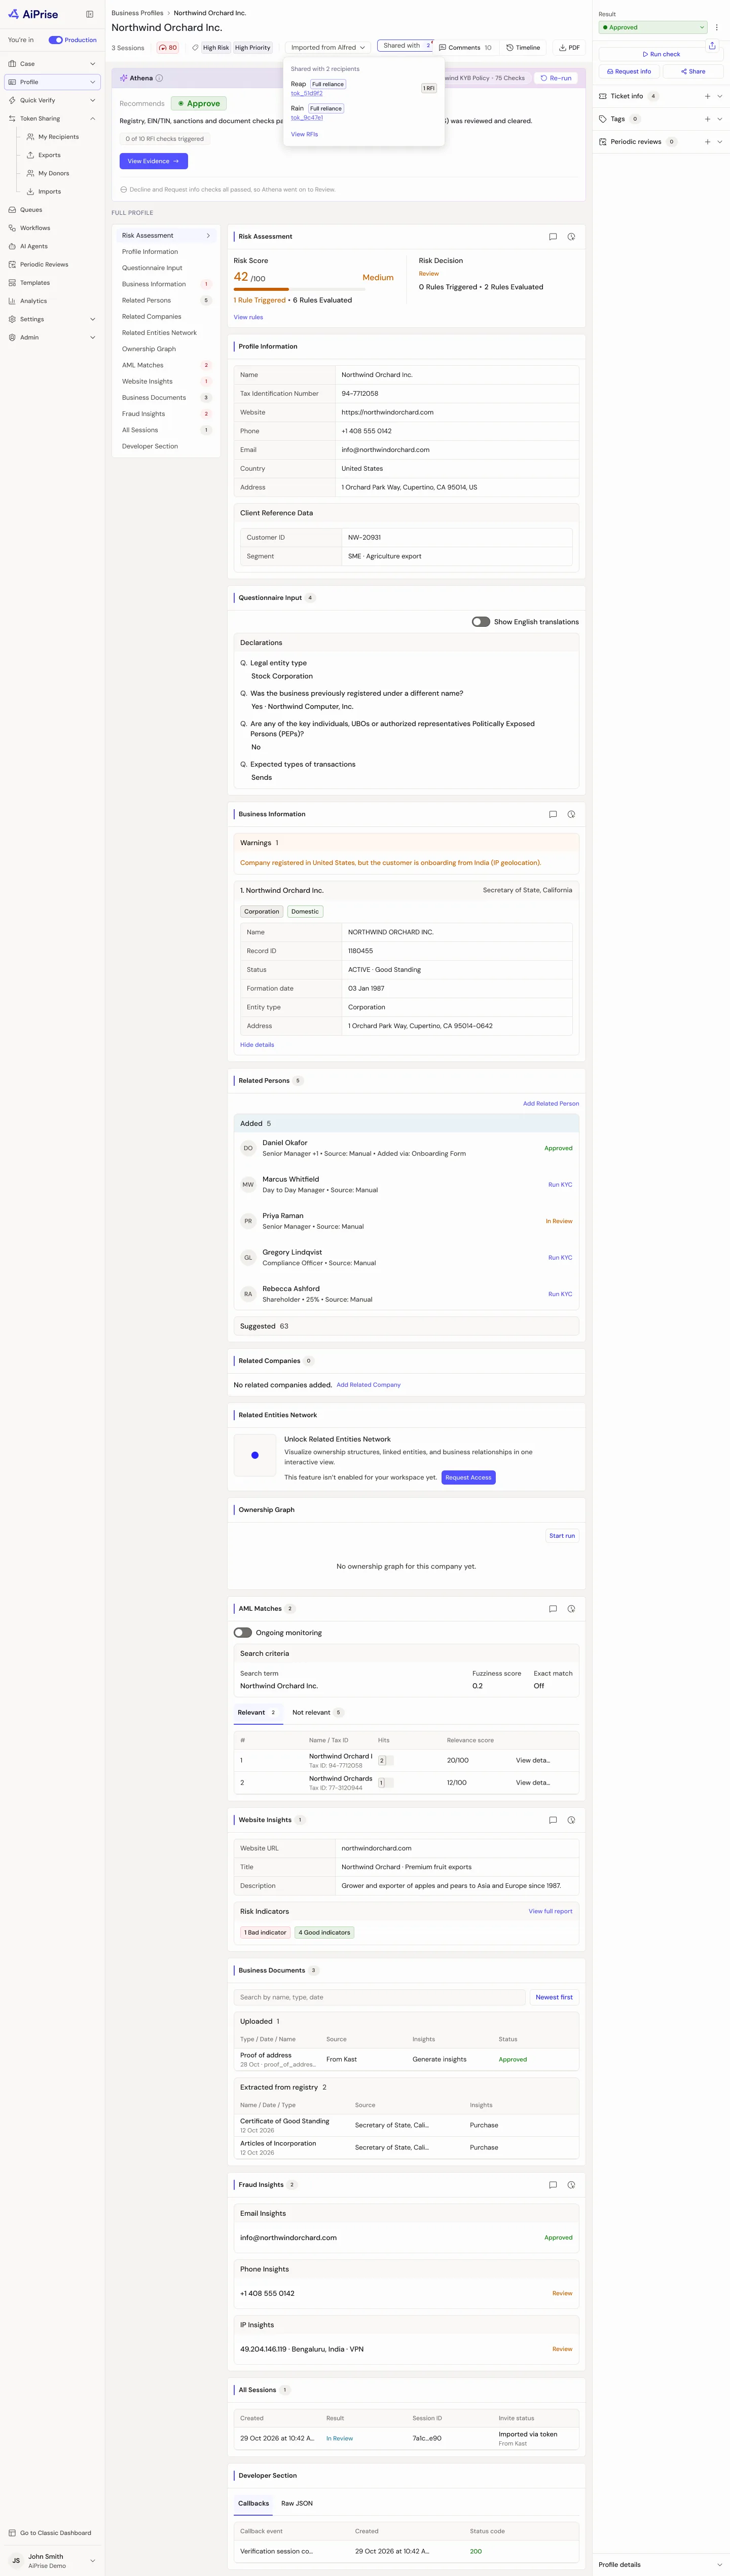 AiPrise
You're in
Production
Case
Profile
Quick Verify
Token Sharing
My Recipients
Exports
My Donors
Imports
Queues
Workflows
AI Agents
Periodic Reviews
Templates
Analytics
Settings
Admin
Go to Classic Dashboard
JS
John Smith
AiPrise Demo
Business Profiles > Northwind Orchard Inc.
Northwind Orchard Inc.
3 Sessions
80
High Risk
High Priority
Imported from Alfred
Shared with 2
Comments 10
Timeline
PDF
Shared with 2 recipients
Reap Full reliance
tok_51d9f2
1 RFI
Rain Full reliance
tok_9c47e1
View RFIs
Athena
wind KYB Policy · 75 Checks
Re-run
Recommends
Approve
Registry, EIN/TIN, sanctions and document checks pa
) was reviewed and cleared.
0 of 10 RFI checks triggered
View Evidence →
Decline and Request info checks all passed, so Athena went on to Review.
FULL PROFILE
Risk Assessment
Profile Information
Questionnaire Input
Business Information 1
Related Persons 5
Related Companies
Related Entities Network
Ownership Graph
AML Matches 2
Website Insights 1
Business Documents 3
Fraud Insights 2
All Sessions 1
Developer Section
Risk Assessment
Risk Score
42 /100
Medium
1 Rule Triggered • 6 Rules Evaluated
View rules
Risk Decision
Review
0 Rules Triggered • 2 Rules Evaluated
Profile Information
Name Northwind Orchard Inc.
Tax Identification Number 94-7712058
Website https://northwindorchard.com
Phone +1 408 555 0142
Email info@northwindorchard.com
Country United States
Address 1 Orchard Park Way, Cupertino, CA 95014, US
Client Reference Data
Customer ID NW-20931
Segment SME · Agriculture export
Questionnaire Input 4
Show English translations
Declarations
Q. Legal entity type
Stock Corporation
Q. Was the business previously registered under a different name?
Yes · Northwind Computer, Inc.
Q. Are any of the key individuals, UBOs or authorized representatives Politically Exposed
Persons (PEPs)?
No
Q. Expected types of transactions
Sends
Business Information
Warnings 1
Company registered in United States, but the customer is onboarding from India (IP geolocation).
1. Northwind Orchard Inc.
Secretary of State, California
Corporation
Domestic
Name NORTHWIND ORCHARD INC.
Record ID 1180455
Status ACTIVE · Good Standing
Formation date 03 Jan 1987
Entity type Corporation
Address 1 Orchard Park Way, Cupertino, CA 95014-0642
Hide details
Related Persons 5
Add Related Person
Added 5
DO
Daniel Okafor
Senior Manager +1 • Source: Manual • Added via: Onboarding Form
Approved
MW
Marcus Whitfield
Day to Day Manager • Source: Manual
Run KYC
PR
Priya Raman
Senior Manager • Source: Manual
In Review
GL
Gregory Lindqvist
Compliance Officer • Source: Manual
Run KYC
RA
Rebecca Ashford
Shareholder • 25% • Source: Manual
Run KYC
Suggested 63
Related Companies 0
No related companies added. Add Related Company
Related Entities Network
Unlock Related Entities Network
Visualize ownership structures, linked entities, and business relationships in one
interactive view.
This feature isn't enabled for your workspace yet. Request Access
Ownership Graph
Start run
No ownership graph for this company yet.
AML Matches 2
Ongoing monitoring
Search criteria
Search term Fuzziness score Exact match
Northwind Orchard Inc. 0.2 Off
Relevant 2
Not relevant 5
# Name / Tax ID Hits Relevance score
1 Northwind Orchard I 2 20/100 View deta...
Tax ID: 94-7712058
2 Northwind Orchards 1 12/100 View deta...
Tax ID: 77-3120944
Website Insights 1
Website URL northwindorchard.com
Title Northwind Orchard · Premium fruit exports
Description Grower and exporter of apples and pears to Asia and Europe since 1987.
Risk Indicators
View full report
1 Bad indicator
4 Good indicators
Business Documents 3
Search by name, type, date
Newest first
Uploaded 1
Type / Date / Name Source Insights Status
Proof of address From Kast Generate insights Approved
28 Oct · proof_of_addres...
Extracted from registry 2
Name / Date / Type Source Insights
Certificate of Good Standing Secretary of State, Cali... Purchase
12 Oct 2026
Articles of Incorporation Secretary of State, Cali... Purchase
12 Oct 2026
Fraud Insights 2
Email Insights
info@northwindorchard.com Approved
Phone Insights
+1 408 555 0142 Review
IP Insights
49.204.146.119 · Bengaluru, India · VPN Review
All Sessions 1
Created Result Session ID Invite status
29 Oct 2026 at 10:42 A... In Review 7a1c...e90 Imported via token
From Kast
Developer Section
Callbacks
Raw JSON
Callback event Created Status code
Verification session co... 29 Oct 2026 at 10:42 A... 200
Result
Approved
Run check
Request info
Share
Ticket info 4
Tags 0
Periodic reviews 0
Profile details